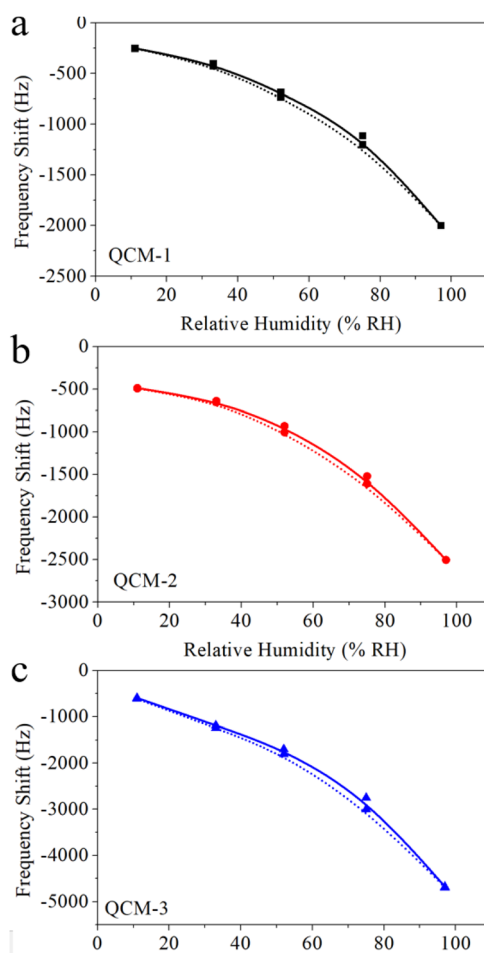 a
0
-500
-1000
-1500
-2000
-2500
Frequency Shift (Hz)
QCM-1
0 20 40 60 80 100
Relative Humidity (% RH)
b
0
-500
-1000
-1500
-2000
-2500
-3000
Frequency Shift (Hz)
QCM-2
0 20 40 60 80 100
Relative Humidity (% RH)
c
0
-1000
-2000
-3000
-4000
-5000
Frequency Shift (Hz)
QCM-3
0 20 40 60 80 100